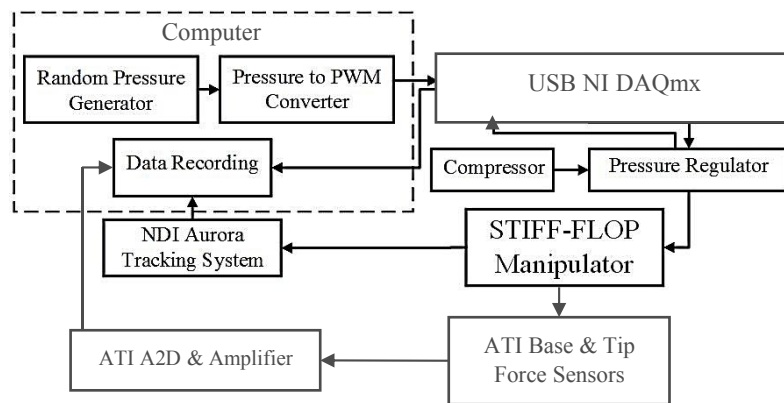 Computer
Random Pressure
Generator
Pressure to PWM
Converter
USB NI DAQmx
Data Recording
Compressor
Pressure Regulator
NDI Aurora
Tracking System
STIFF-FLOP
Manipulator
ATI A2D & Amplifier
ATI Base & Tip
Force Sensors